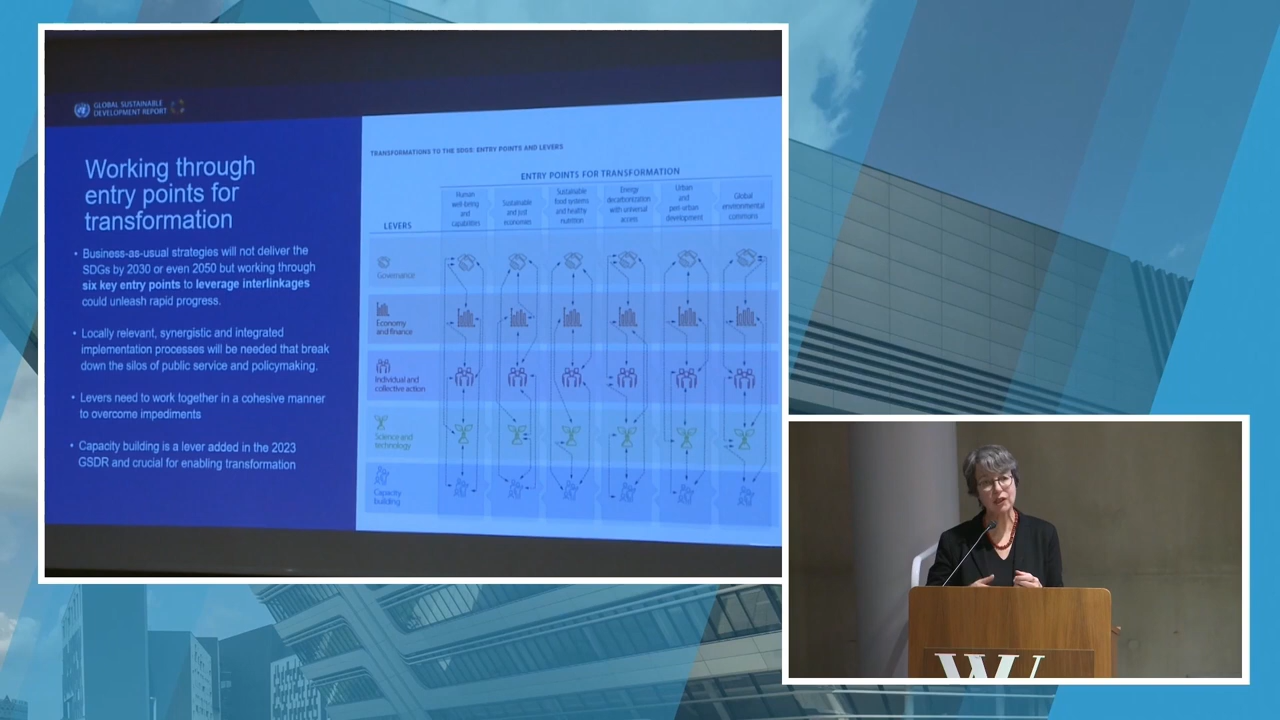 GLOBAL SUSTAINABLE
DEVELOPMENT REPORT
Working through
entry points for
transformation
• Business-as-usual strategies will not deliver the
SDGs by 2030 or even 2050 but working through
six key entry points to leverage interlinkages
could unleash rapid progress.
• Locally relevant, synergistic and integrated
implementation processes will be needed that break
down the silos of public service and policymaking.
• Levers need to work together in a cohesive manner
to overcome impediments
• Capacity building is a lever added in the 2023
GSDR and crucial for enabling transformation
TRANSFORMATIONS TO THE SDGS: ENTRY POINTS AND LEVERS
ENTRY POINTS FOR TRANSFORMATION
LEVERS
Human
well-being
and
capabilities
Sustainable
and just
economies
Sustainable
food systems
and healthy
nutrition
Energy
decarbonization
with universal
access
Urban
and
peri-urban
development
Global
environmental
commons
Governance
Economy
and finance
Individual and
collective action
Science and
technology
Capacity
building
WU